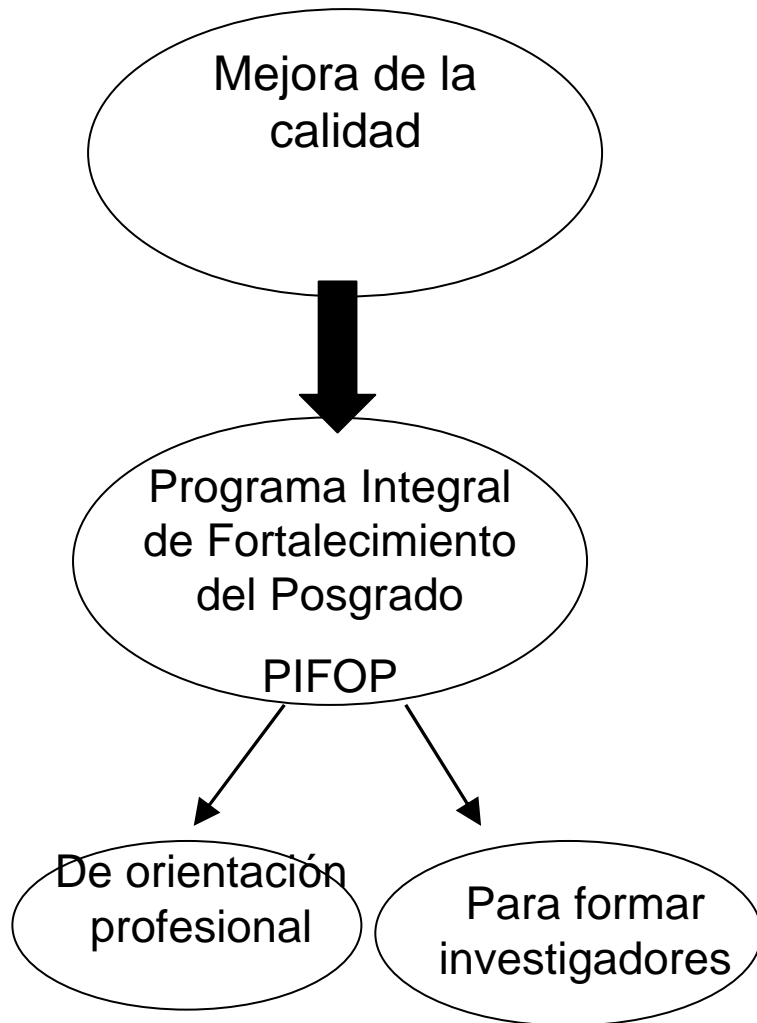 Mejora de la
calidad
Programa Integral
de Fortalecimiento
del Posgrado
PIFOP
De orientación
profesional
Para formar
investigadores